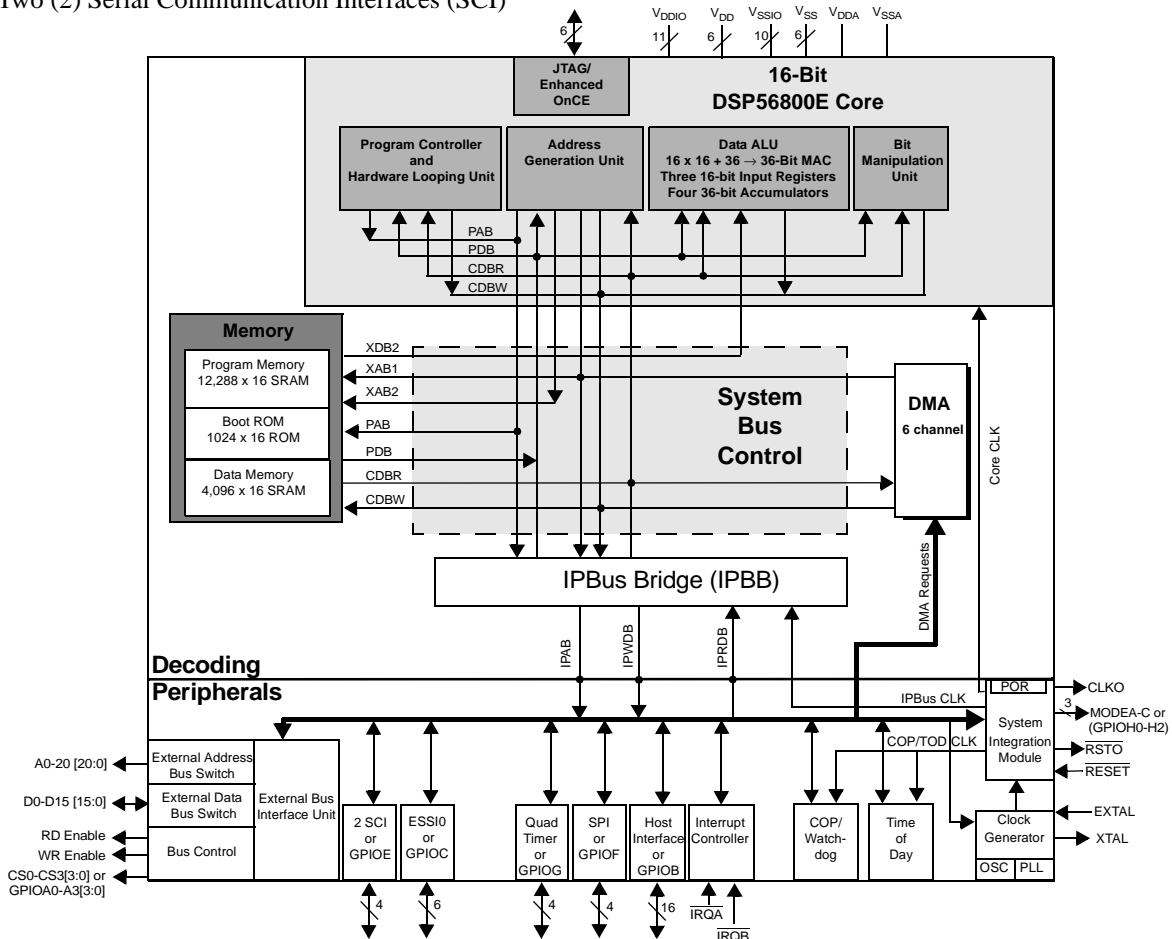 Two (2) Serial Communication Interfaces (SCI)
6
VDDIO
VDD
VSSIO
VSS
VDDA
VSSA
11
6
10
6
JTAG/
Enhanced
OnCE
16-Bit
DSP56800E Core
Program Controller
and
Hardware Looping Unit
Address
Generation Unit
Data ALU
16 x 16 + 36 → 36-Bit MAC
Three 16-bit Input Registers
Four 36-bit Accumulators
Bit
Manipulation
Unit
PAB
PDB
CDBR
CDBW
Memory
Program Memory
12,288 x 16 SRAM
Boot ROM
1024 x 16 ROM
Data Memory
4,096 x 16 SRAM
XDB2
XAB1
XAB2
PAB
PDB
CDBR
CDBW
System
Bus
Control
DMA
6 channel
Core CLK
DMA Requests
IPBus Bridge (IPBB)
IPAB
IPWDB
IPRDB
Decoding
Peripherals
IPBus CLK
POR
System
Integration
Module
CLKO
3
MODEA-C or
(GPIOH0-H2)
RSTO
RESET
COP/TOD CLK
A0-20 [20:0]
External Address
Bus Switch
D0-D15 [15:0]
External Data
Bus Switch
External Bus
Interface Unit
RD Enable
WR Enable
Bus Control
CS0-CS3[3:0] or
GPIOA0-A3[3:0]
2 SCI
or
GPIOE
ESSI0
or
GPIOC
Quad
Timer
or
GPIOG
SPI
or
GPIOF
Host
Interface
or
GPIOB
Interrupt
Controller
COP/
Watch-
dog
Time
of
Day
Clock
Generator
OSC
PLL
EXTAL
XTAL
4
6
4
4
16
IRQA
IRQB